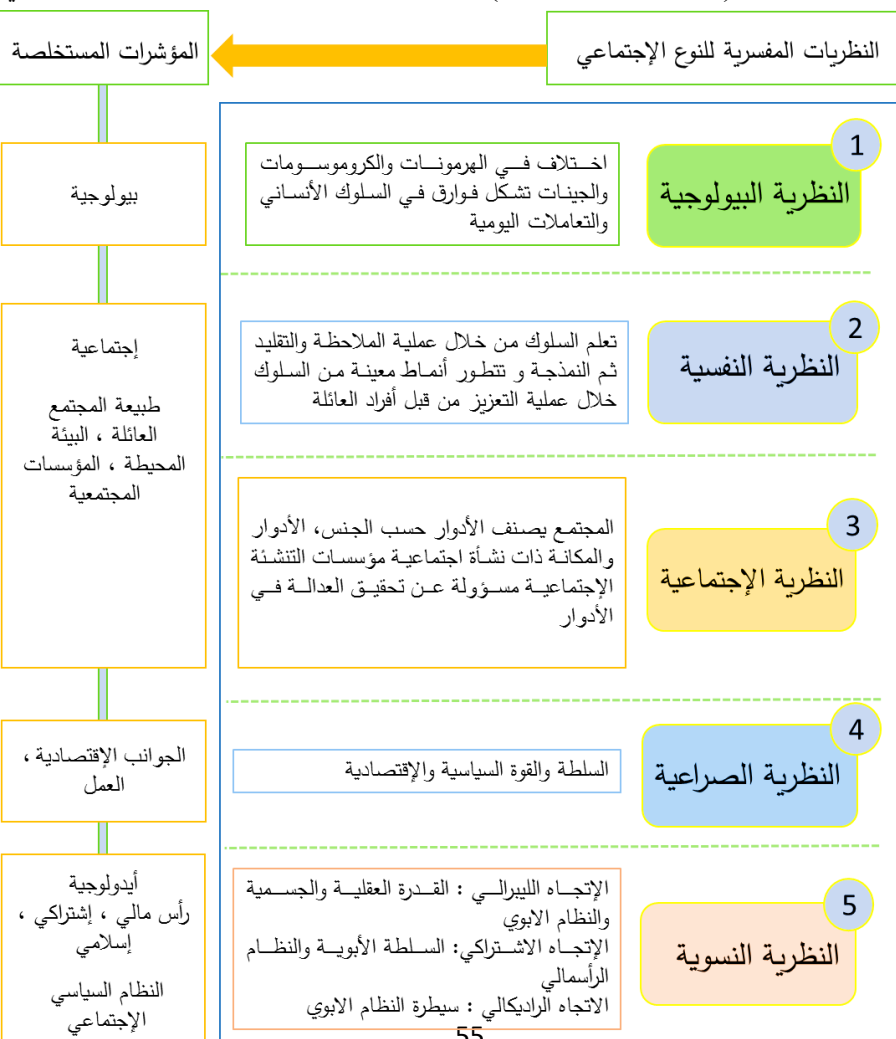 النظريات المفسرية للنوع الإجتماعي
المؤشرات المستخلصة
1
النظرية البيولوجية
اختلاف في الهرمونات والكروموسومات
والجينات تشكل فوارق في السلوك الأنساني
والتعاملات اليومية
بيولوجية
2
النظرية النفسية
تعلم السلوك من خلال عملية الملاحظة والتقليد
ثم النمذجة و تتطور أنماط معينة من السلوك
خلال عملية التعزيز من قبل أفراد العائلة
إجتماعية
طبيعة المجتمع
العائلة ، البيئة
المحيطة ، المؤسسات
المجتمعية
3
النظرية الإجتماعية
المجتمع يصنف الأدوار حسب الجنس، الأدوار
والمكانة ذات نشأة اجتماعية مؤسسات التنشئة
الإجتماعية مسؤولة عن تحقيق العدالة في
الأدوار
4
النظرية الصراعية
السلطة والقوة السياسية والإقتصادية
الجوانب الإقتصادية ،
العمل
5
النظرية النسوية
الإتجاه الليبرالي : القدرة العقلية والجسمية
والنظام الابوي
الإتجاه الاشتراكي: السلطة الأبوية والنظام
الرأسمالي
الاتجاه الراديكالي : سيطرة النظام الابوي
أيدولوجية
رأس مالي ، إشتراكي ،
إسلامي
النظام السياسي
الإجتماعي
55